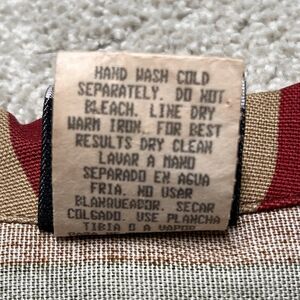 HAND WASH COLD
SEPARATELY. DO NOT
BLEACH. LINE DRY
WARM IRON. FOR BEST
RESULTS DRY CLEAN
LAVAR A MANO
SEPARADO EN AGUA
FRIA. NO USAR
BLANQUEADOR. SECAR
COLGADO. USE PLANCHA
TIBIA O A VAPOR